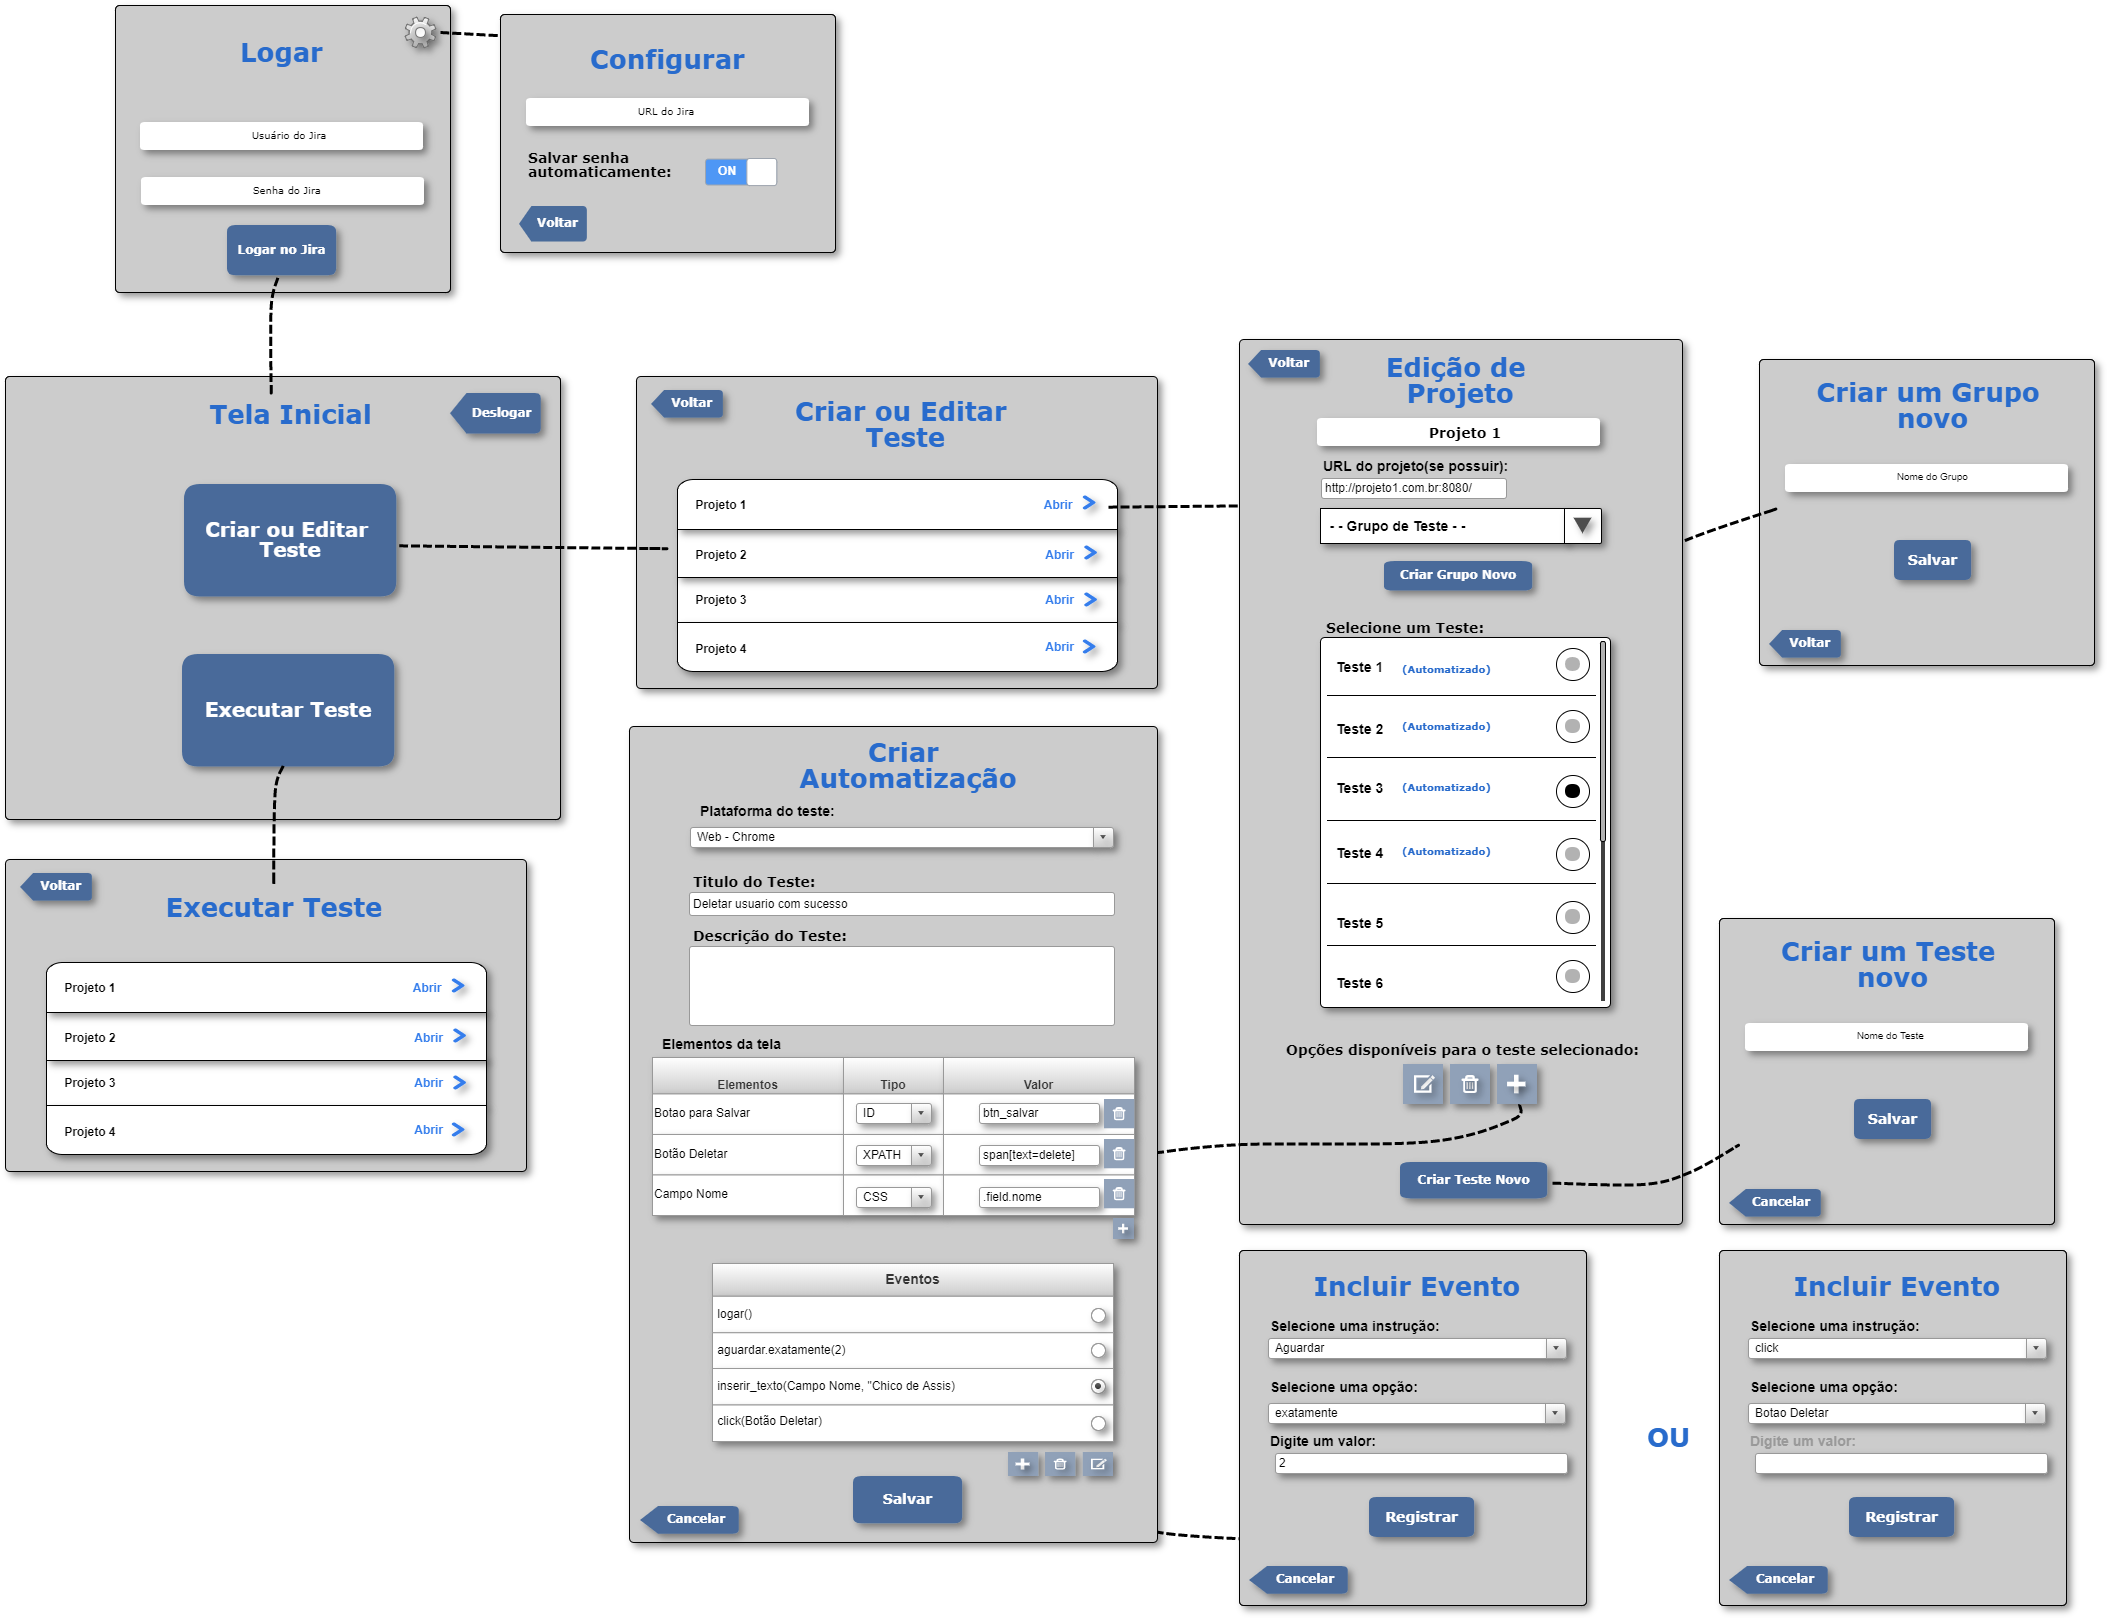 Logar
Usuário do Jira
Senha do Jira
Logar no Jira
Configurar
URL do Jira
Salvar senha
automaticamente:
ON
Voltar
Tela Inicial
Deslogar
Criar ou Editar
Teste
Executar Teste
Voltar
Criar ou Editar
Teste
Projeto 1
Abrir
Projeto 2
Abrir
Projeto 3
Abrir
Projeto 4
Abrir
Voltar
Edição de
Projeto
Projeto 1
URL do projeto(se possuir):
http://projeto1.com.br:8080/
- - Grupo de Teste - -
Criar Grupo Novo
Selecione um Teste:
Teste 1 (Automatizado)
Teste 2 (Automatizado)
Teste 3 (Automatizado)
Teste 4 (Automatizado)
Teste 5
Teste 6
Opções disponíveis para o teste selecionado:
Criar Teste Novo
Criar um Grupo
novo
Nome do Grupo
Salvar
Voltar
Voltar
Executar Teste
Projeto 1
Abrir
Projeto 2
Abrir
Projeto 3
Abrir
Projeto 4
Abrir
Criar
Automatização
Plataforma do teste:
Web - Chrome
Titulo do Teste:
Deletar usuario com sucesso
Descrição do Teste:
Elementos da tela
Elementos Tipo Valor
Botao para Salvar ID btn_salvar
Botão Deletar XPATH span[text=delete]
Campo Nome CSS .field.nome
Eventos
logar()
aguardar.exatamente(2)
inserir_texto(Campo Nome, "Chico de Assis)
click(Botão Deletar)
Salvar
Cancelar
Criar um Teste
novo
Nome do Teste
Salvar
Cancelar
Incluir Evento
Selecione uma instrução:
Aguardar
Selecione uma opção:
exatamente
Digite um valor:
2
Registrar
Cancelar
OU
Incluir Evento
Selecione uma instrução:
click
Selecione uma opção:
Botao Deletar
Digite um valor:
Registrar
Cancelar